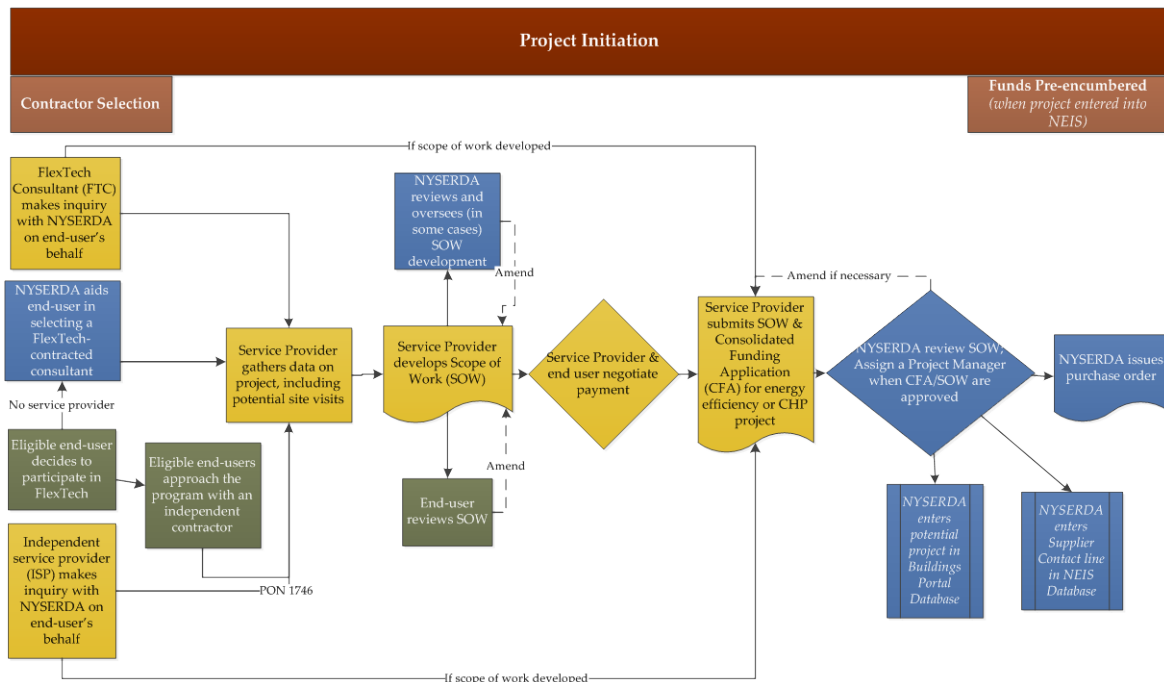 Project Initiation
Contractor Selection
Funds Pre-encumbered
(when project entered into
NEIS)
If scope of work developed
FlexTech
Consultant (FTC)
makes inquiry
with NYSERDA
on end-user's
behalf
NYSERDA
reviews and
oversees (in
some cases)
SOW
development
Amend
Amend if necessary
NYSERDA aids
end-user in
selecting a
FlexTech-
contracted
consultant
Service Provider
gathers data on
project, including
potential site visits
Service Provider
develops Scope of
Work (SOW)
Service Provider &
end user negotiate
payment
Service Provider
submits SOW &
Consolidated
Funding
Application
(CFA) for energy
efficiency or CHP
project
NYSERDA review SOW;
Assign a Project Manager
when CFA/SOW are
approved
NYSERDA issues
purchase order
No service provider
Eligible end-user
decides to
participate in
FlexTech
Eligible end-users
approach the
program with an
independent
contractor
Amend
End-user
reviews SOW
NYSERDA
enters
potential
project in
Buildings
Portal
Database
NYSERDA
enters
Supplier
Contact line
in NEIS
Database
Independent
service provider
(ISP) makes
inquiry with
NYSERDA on
end-user's
behalf
PON 1746
If scope of work developed